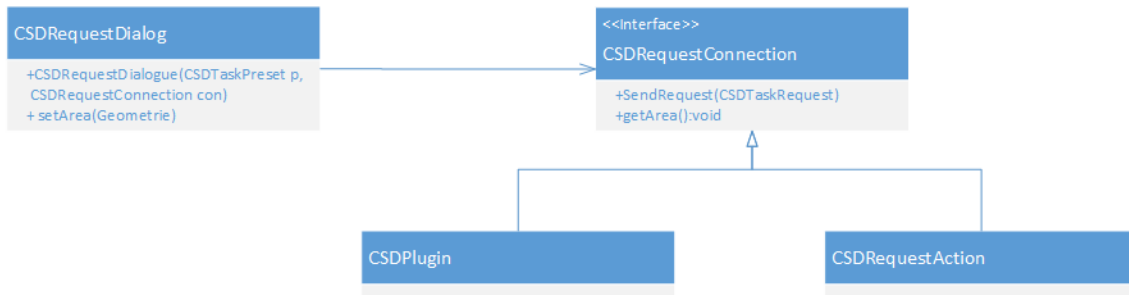 CSDRequestDialog
+CSDRequestDialogue(CSDTaskPreset p,
CSDRequestConnection con)
+ setArea(Geometrie)
<<Interface>>
CSDRequestConnection
+SendRequest(CSDTaskRequest)
+getArea():void
CSDPlugin
CSDRequestAction